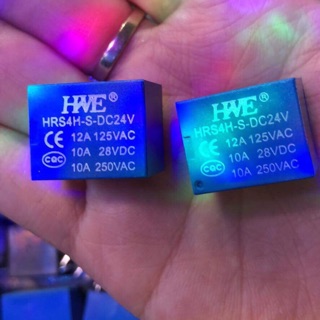 HWE®
HRS4H-S-DC24V
CE 12A 125VAC
10A 28VDC
CQC 10A 250VAC
HWE®
HRS4H-S-DC24V
CE 12A 125VAC
10A 28VDC
CQC 10A 250VAC